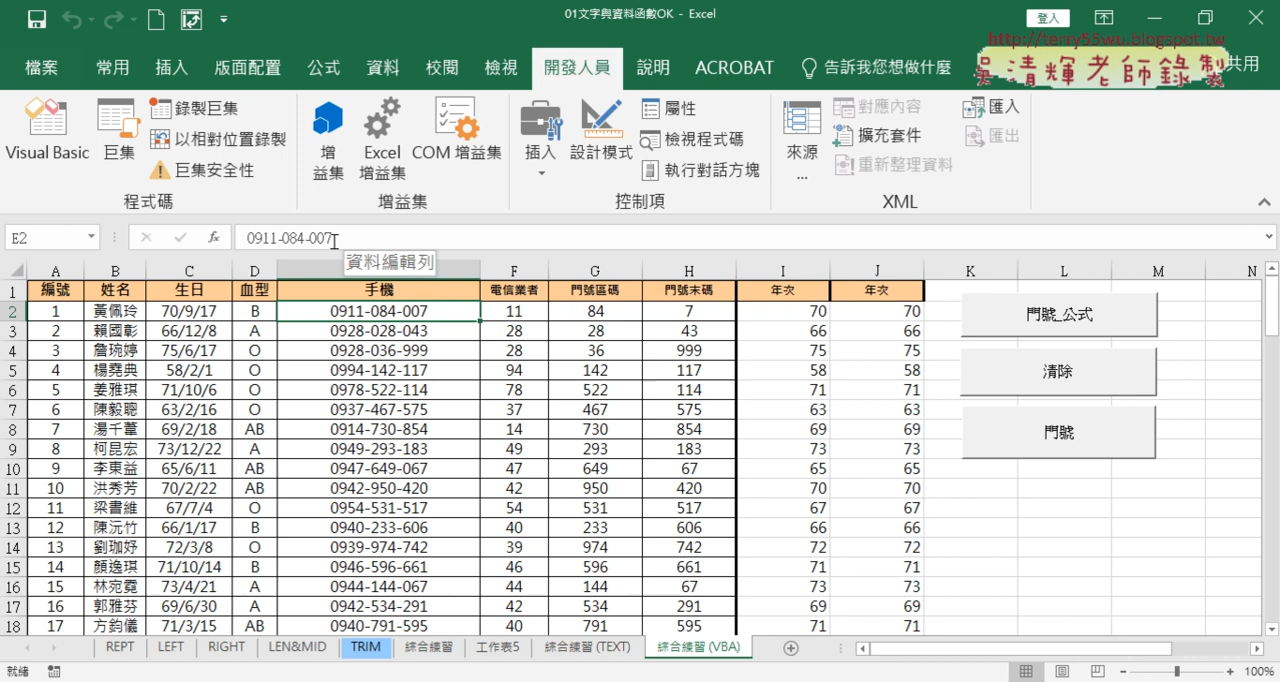 01文字與資料函數OK - Excel
登入
http://terry55wu.blogspot.tw
吳清輝老師錄製
檔案 常用 插入 版面配置 公式 資料 校閱 檢視 開發人員 說明 ACROBAT 告訴我您想做什麼 共用
Visual Basic 巨集 錄製巨集 以相對位置錄製 巨集安全性 程式碼
增益集 Excel 增益集 COM 增益集 增益集
插入 設計模式 屬性 檢視程式碼 執行對話方塊 控制項
來源... 對應內容 擴充套件 重新整理資料 匯入 匯出 XML
E2 fx 0911-084-007
資料編輯列
A B C D F G H I J K L M N
1 編號 姓名 生日 血型 手機 電信業者 門號區碼 門號末碼 年次 年次
2 1 黃佩玲 70/9/17 B 0911-084-007 11 84 7 70 70
3 2 賴國彰 66/12/8 A 0928-028-043 28 28 43 66 66
4 3 詹琬婷 75/6/17 O 0928-036-999 28 36 999 75 75
5 4 楊堯典 58/2/1 O 0994-142-117 94 142 117 58 58
6 5 姜雅琪 71/10/6 O 0978-522-114 78 522 114 71 71
7 6 陳毅聰 63/2/16 O 0937-467-575 37 467 575 63 63
8 7 湯千葦 69/2/18 AB 0914-730-854 14 730 854 69 69
9 8 柯昆宏 73/12/22 A 0949-293-183 49 293 183 73 73
10 9 李東益 65/6/11 AB 0947-649-067 47 649 67 65 65
11 10 洪秀芳 70/2/22 AB 0942-950-420 42 950 420 70 70
12 11 梁書維 67/7/4 O 0954-531-517 54 531 517 67 67
13 12 陳沅竹 66/1/17 B 0940-233-606 40 233 606 66 66
14 13 劉珈妤 72/3/8 O 0939-974-742 39 974 742 72 72
15 14 顏逸琪 71/10/14 B 0946-596-661 46 596 661 71 71
16 15 林宛霓 73/4/21 A 0944-144-067 44 144 67 73 73
17 16 郭雅芬 69/6/30 A 0942-534-291 42 534 291 69 69
18 17 方鈞儀 71/3/15 AB 0940-791-595 40 791 595 71 71
門號_公式
清除
門號
REPT LEFT RIGHT LEN&MID TRIM 綜合練習 工作表5 綜合練習 (TEXT) 綜合練習 (VBA)
就緒 100%